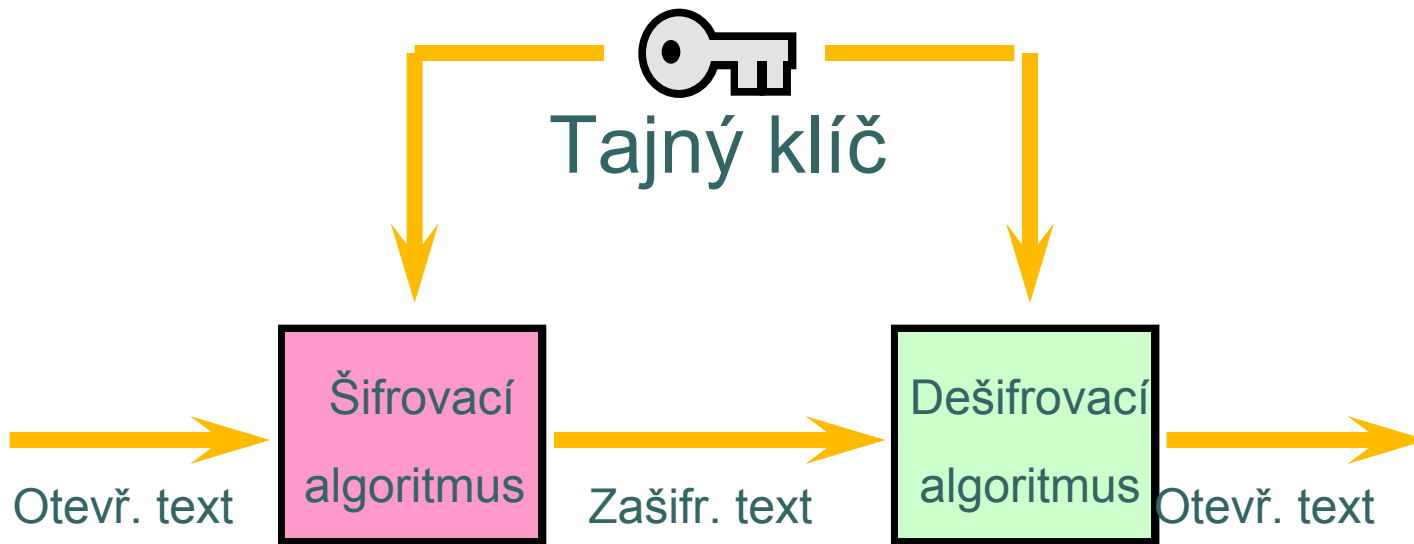 Tajný klíč
Šifrovací
algoritmus
Dešifrovací
algoritmus
Otevř. text
Zašifr. text
Otevř. text